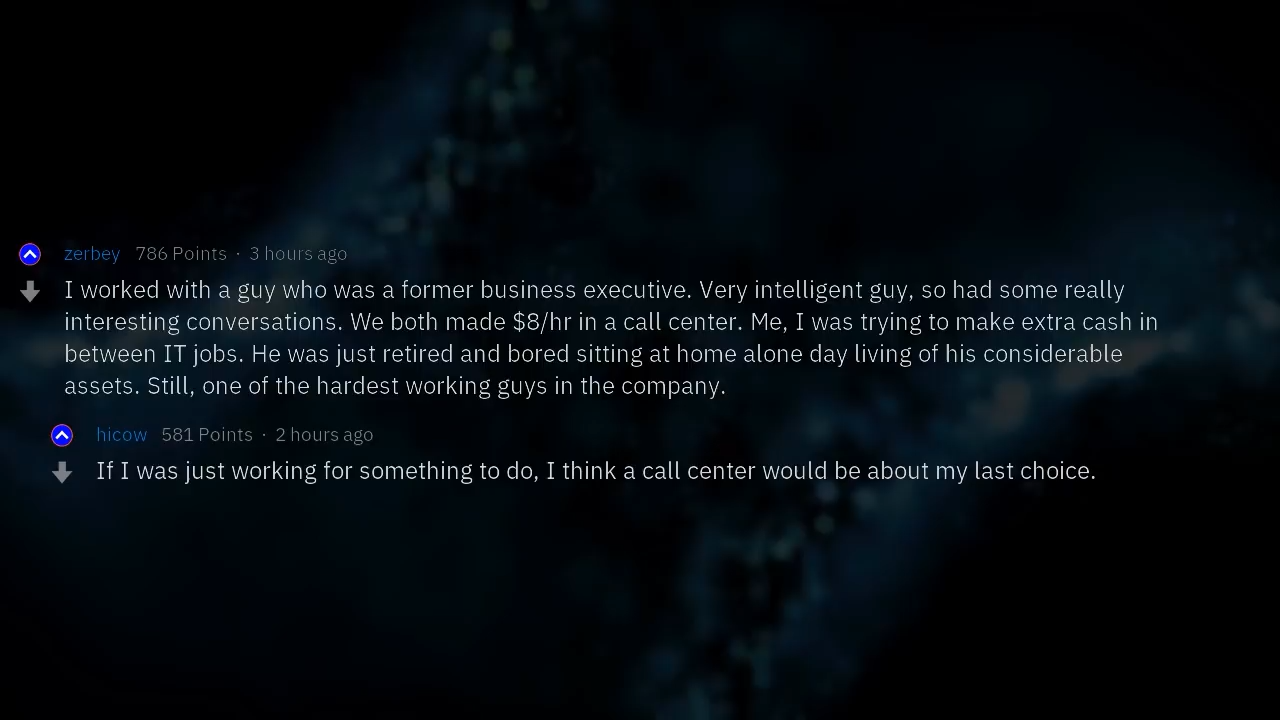 zerbey 786 Points · 3 hours ago
I worked with a guy who was a former business executive. Very intelligent guy, so had some really
interesting conversations. We both made $8/hr in a call center. Me, I was trying to make extra cash in
between IT jobs. He was just retired and bored sitting at home alone day living of his considerable
assets. Still, one of the hardest working guys in the company.
hicow 581 Points · 2 hours ago
If I was just working for something to do, I think a call center would be about my last choice.